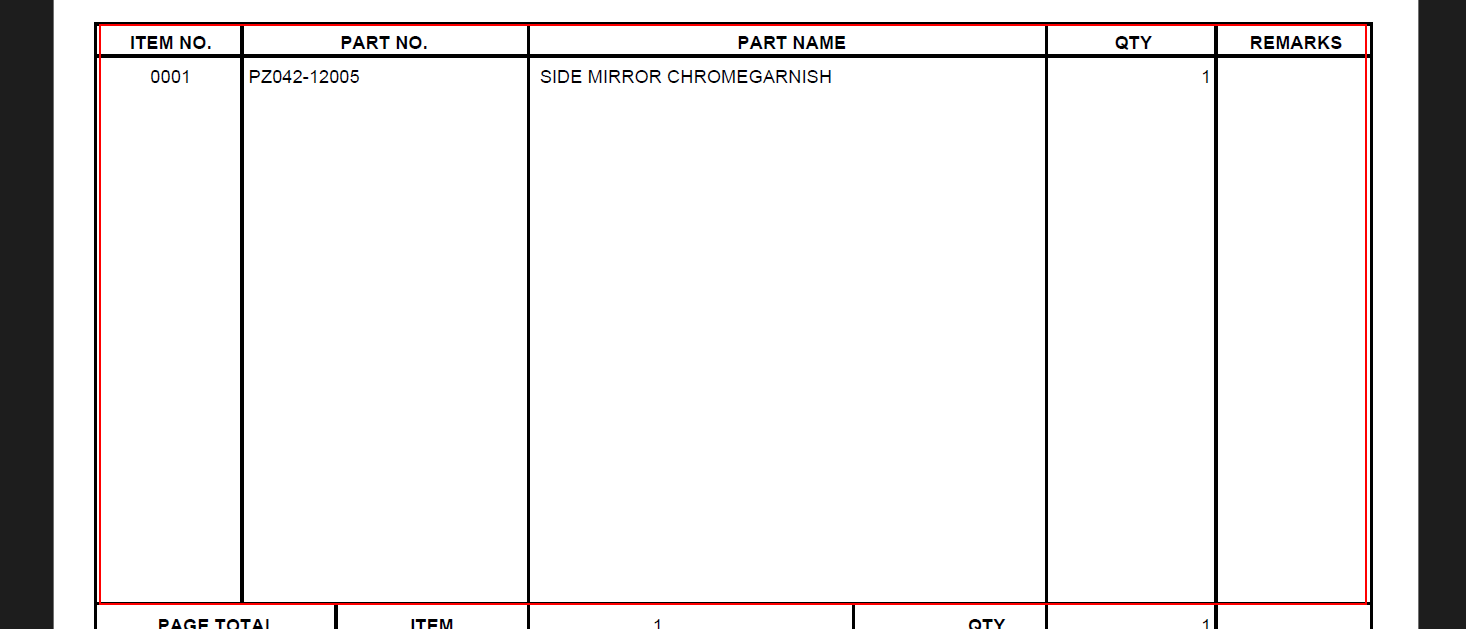 ITEM NO. PART NO. PART NAME QTY REMARKS
0001 PZ042-12005 SIDE MIRROR CHROMEGARNISH 1
PAGE TOTAL ITEM 1 QTY 1